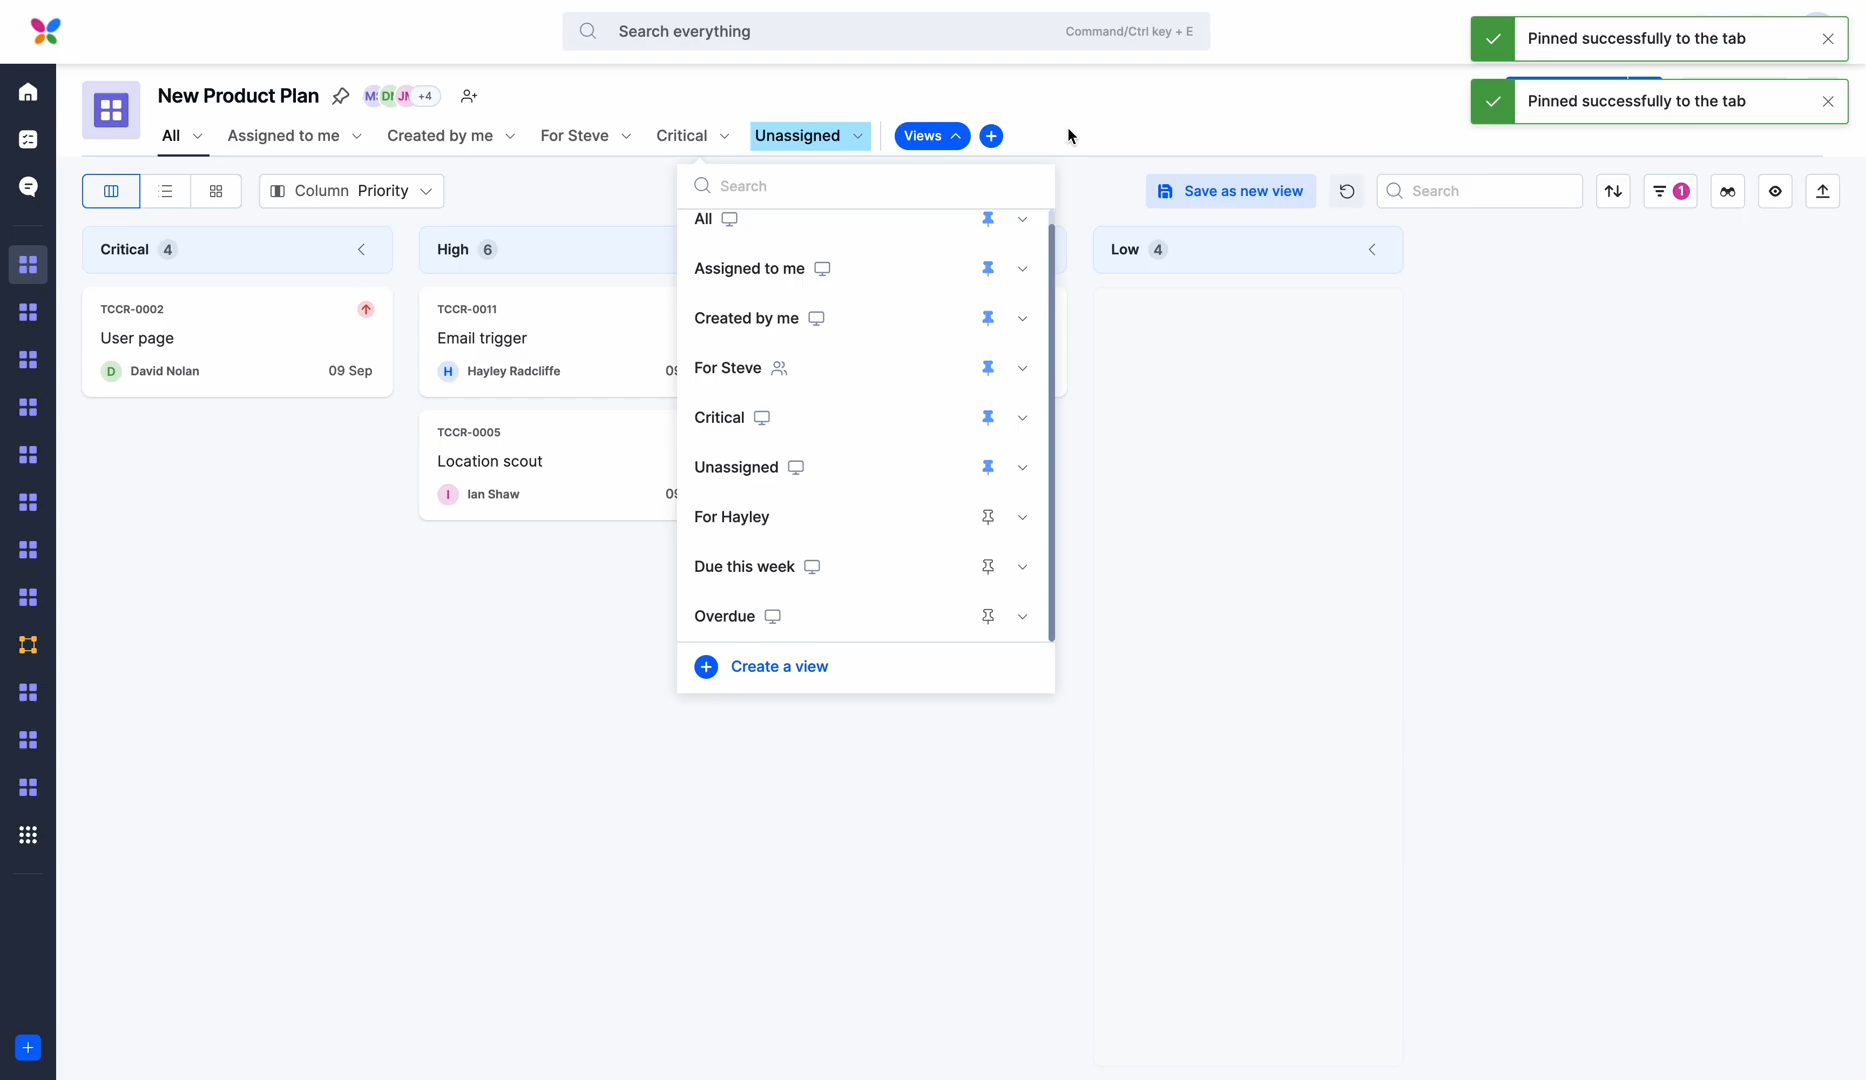 Search everything
Command/Ctrl key + E
Pinned successfully to the tab
Pinned successfully to the tab
New Product Plan
+4
All
Assigned to me
Created by me
For Steve
Critical
Unassigned
Views
Column Priority
Search
Save as new view
Search
1
Critical 4
High 6
Low 4
All
Assigned to me
Created by me
For Steve
Critical
Unassigned
For Hayley
Due this week
Overdue
Create a view
TCCR-0002
User page
D David Nolan
09 Sep
TCCR-0011
Email trigger
H Hayley Radcliffe
TCCR-0005
Location scout
I Ian Shaw